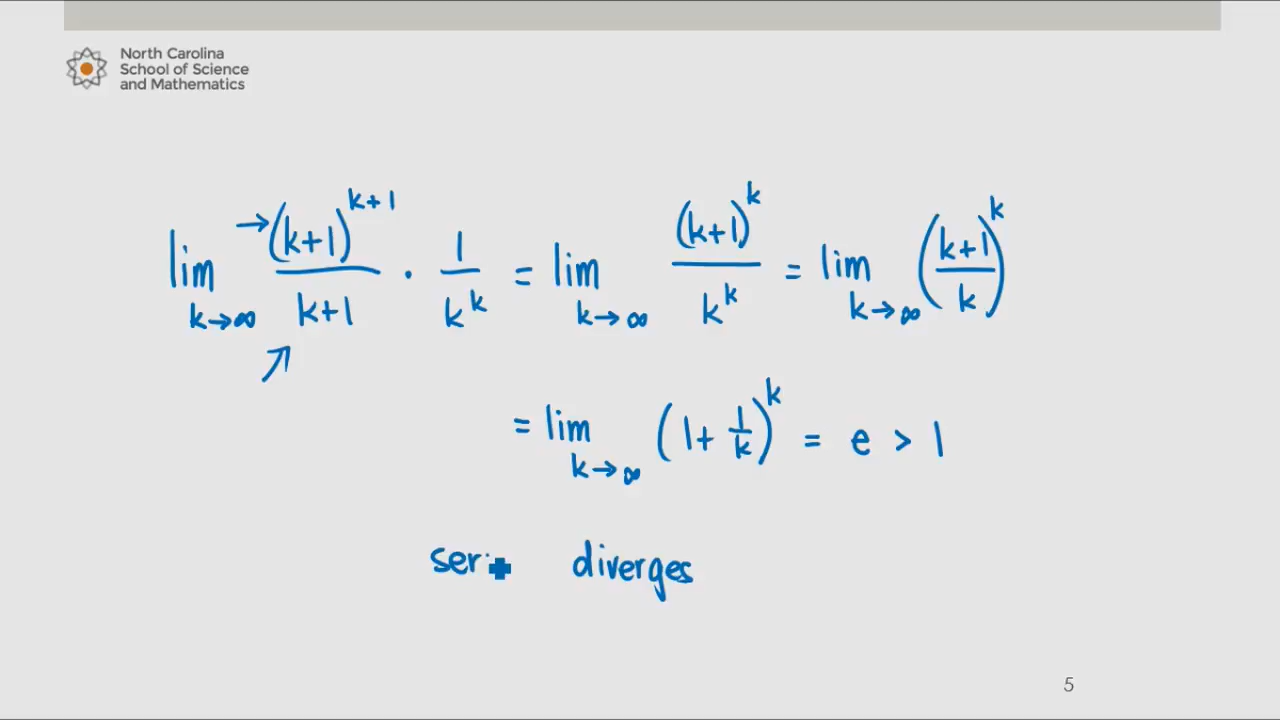 North Carolina
School of Science
and Mathematics
lim k→∞ →(k+1)^(k+1) / (k+1) · 1/k^k = lim k→∞ (k+1)^k / k^k = lim k→∞ ((k+1)/k)^k
= lim k→∞ (1 + 1/k)^k = e > 1
seri diverges
5